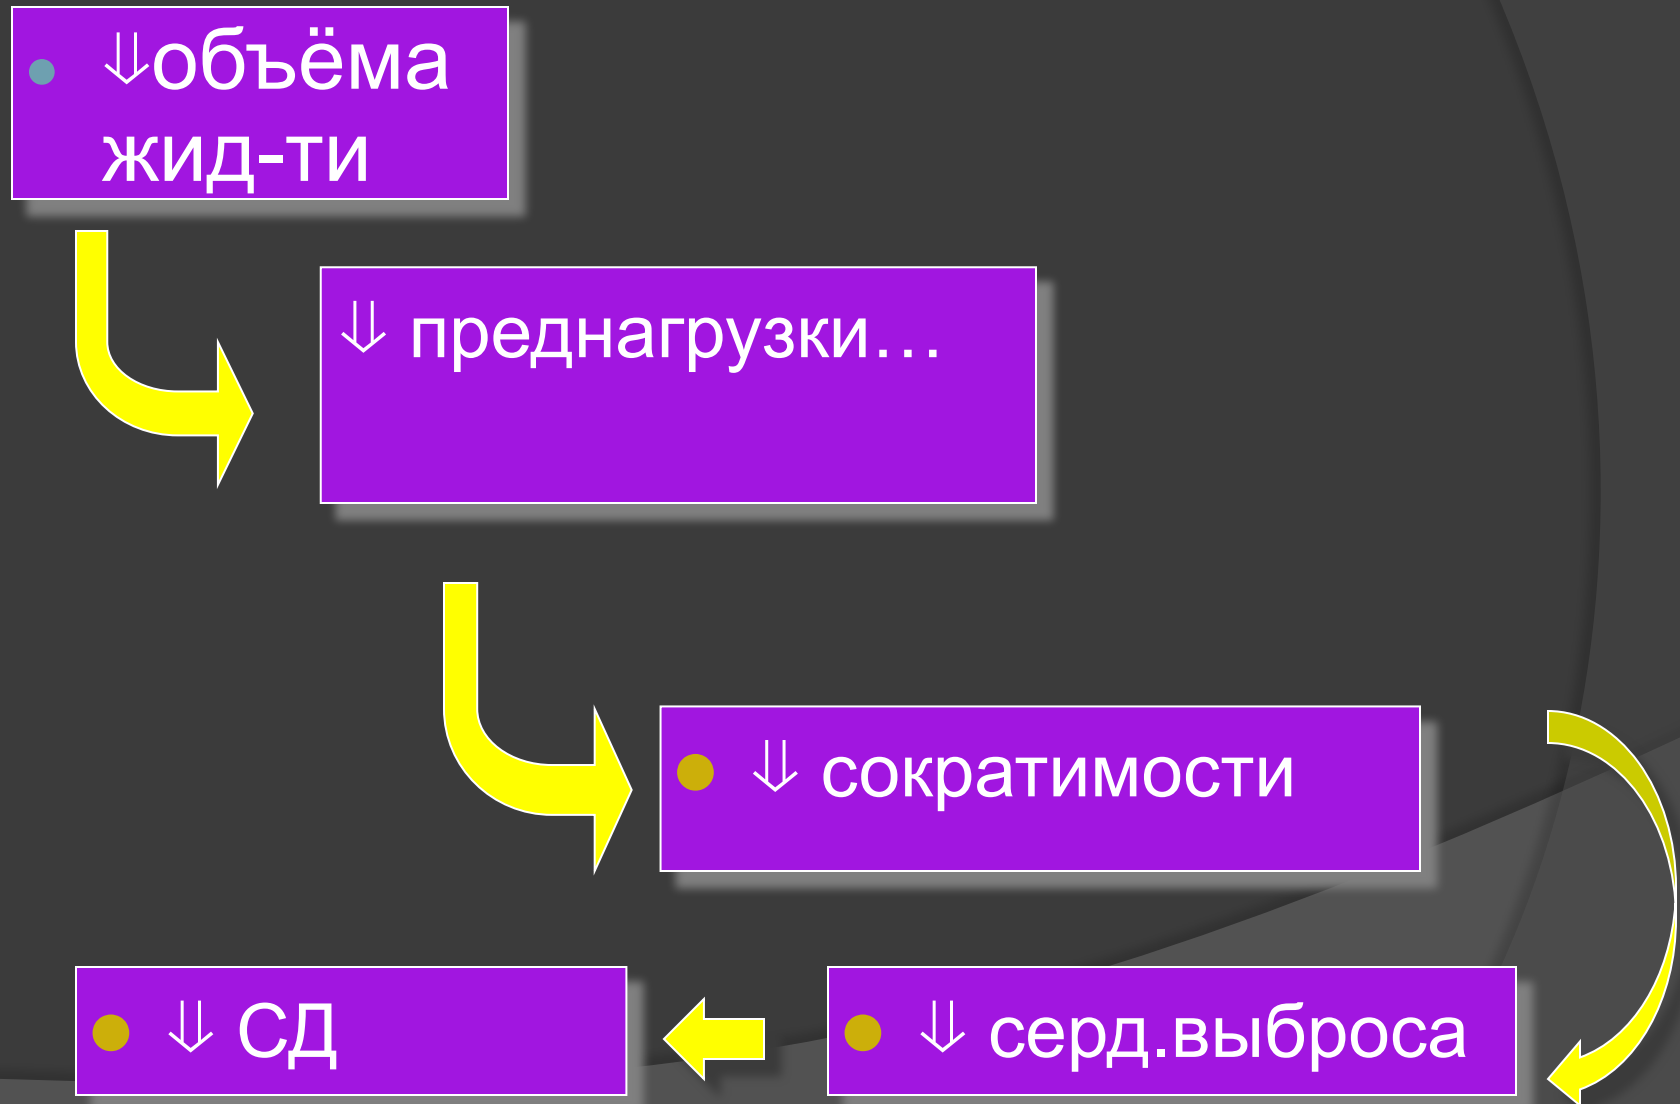 • ⇓объёма
жид-ти
⇓ преднагрузки…
• ⇓ сократимости
• ⇓ серд.выброса
• ⇓ СД